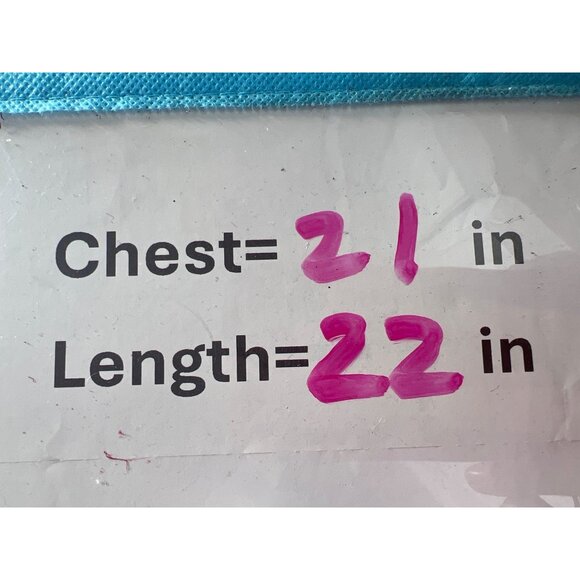 Chest= 21 in
Length=22 in